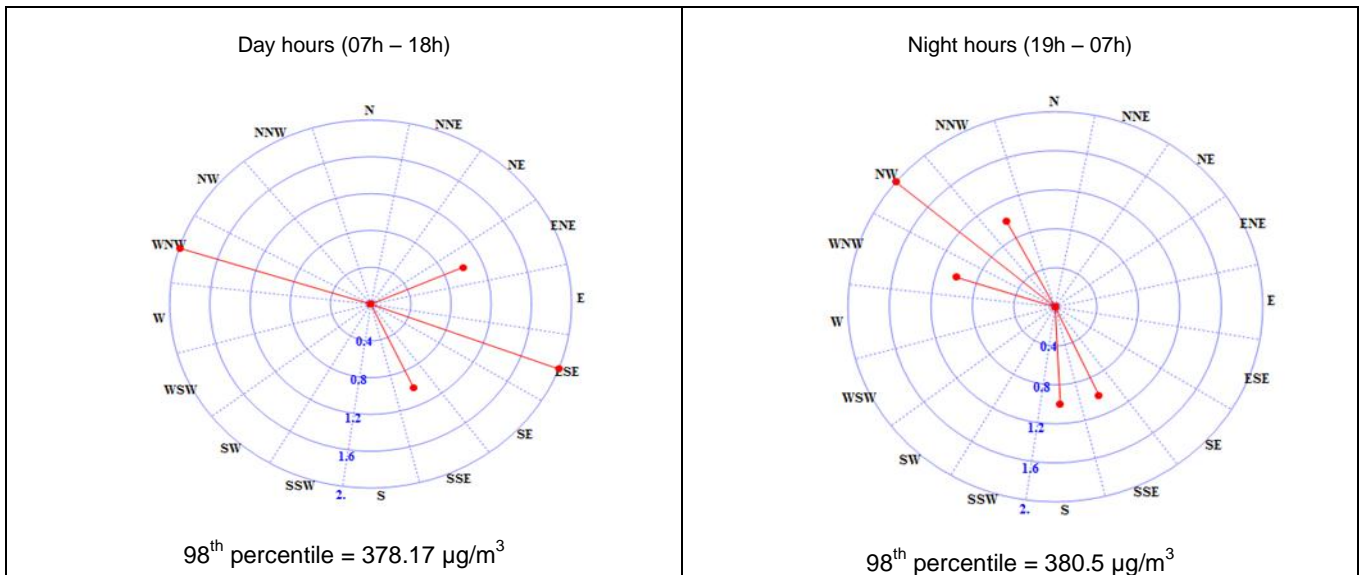 Day hours (07h – 18h)
N
NNW NNE
NW NE
WNW ENE
W E
WSW ESE
SW SE
SSW SSE
S
0.4
0.8
1.2
1.6
2.
98th percentile = 378.17 µg/m3
Night hours (19h – 07h)
N
NNW NNE
NW NE
WNW ENE
W E
WSW ESE
SW SE
SSW SSE
S
0.4
0.8
1.2
1.6
2.
98th percentile = 380.5 µg/m3